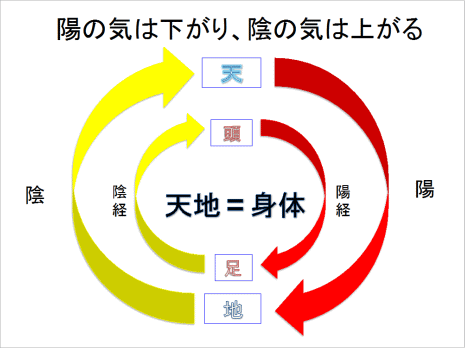 陽の気は下がり、陰の気は上がる
天
頭
陰
陰経
天地＝身体
陽経
陽
足
地